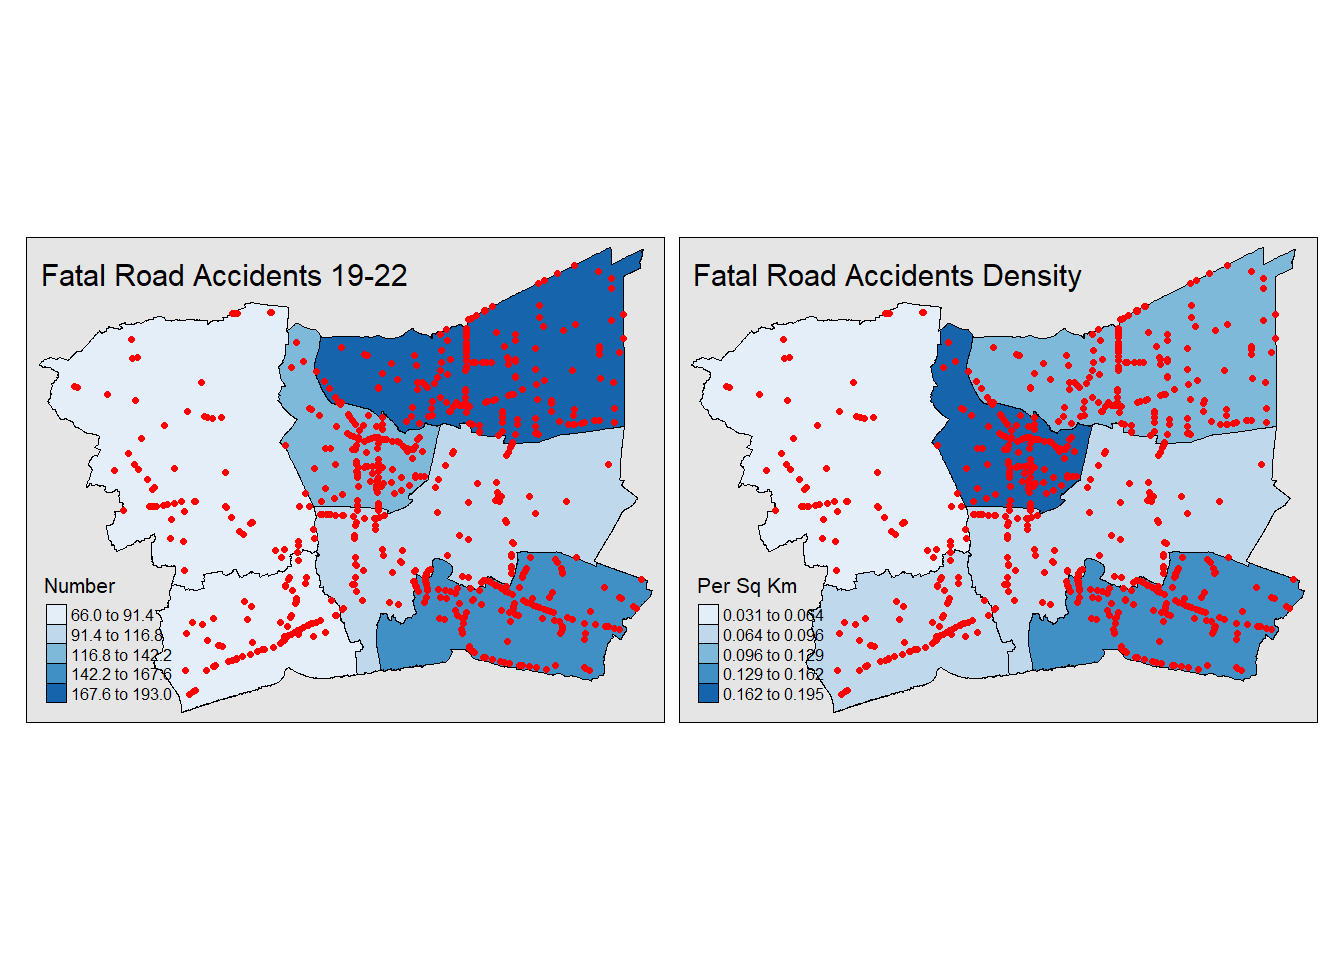 Fatal Road Accidents 19-22
Number
66.0 to 91.4
91.4 to 116.8
116.8 to 142.2
142.2 to 167.6
167.6 to 193.0
Fatal Road Accidents Density
Per Sq Km
0.031 to 0.064
0.064 to 0.096
0.096 to 0.129
0.129 to 0.162
0.162 to 0.195